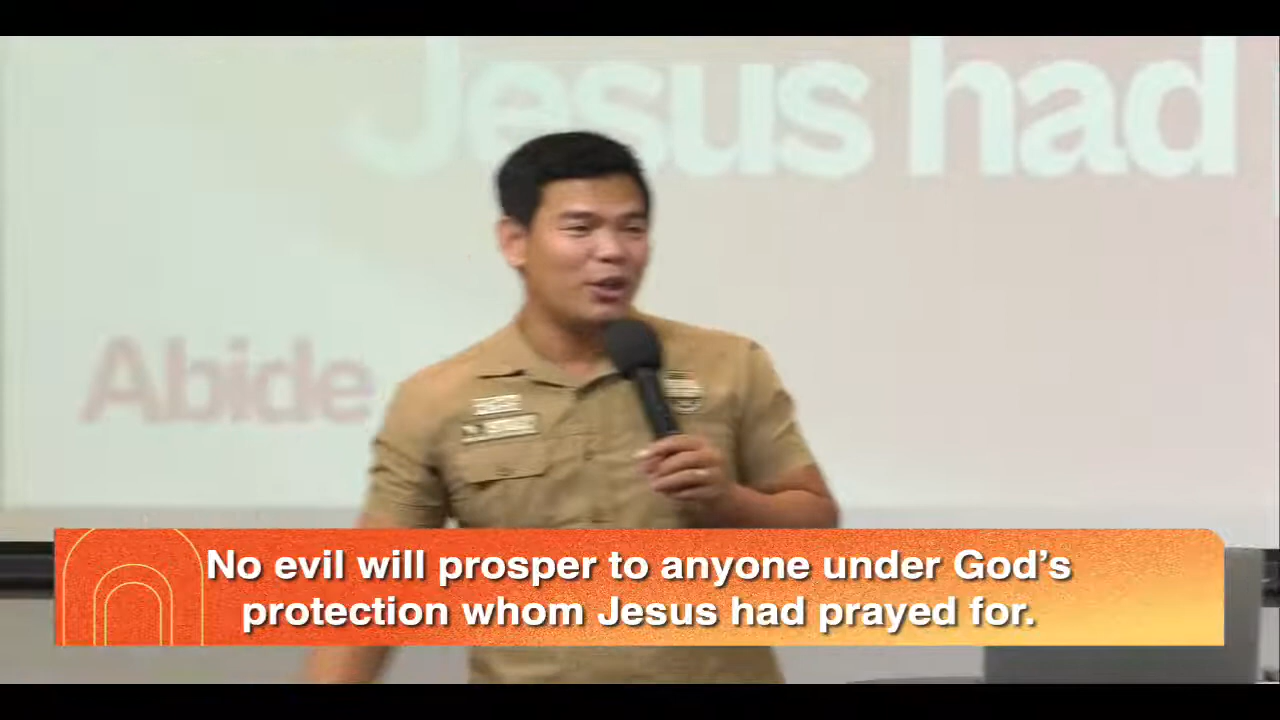 Jesus had
Abide
No evil will prosper to anyone under God's
protection whom Jesus had prayed for.